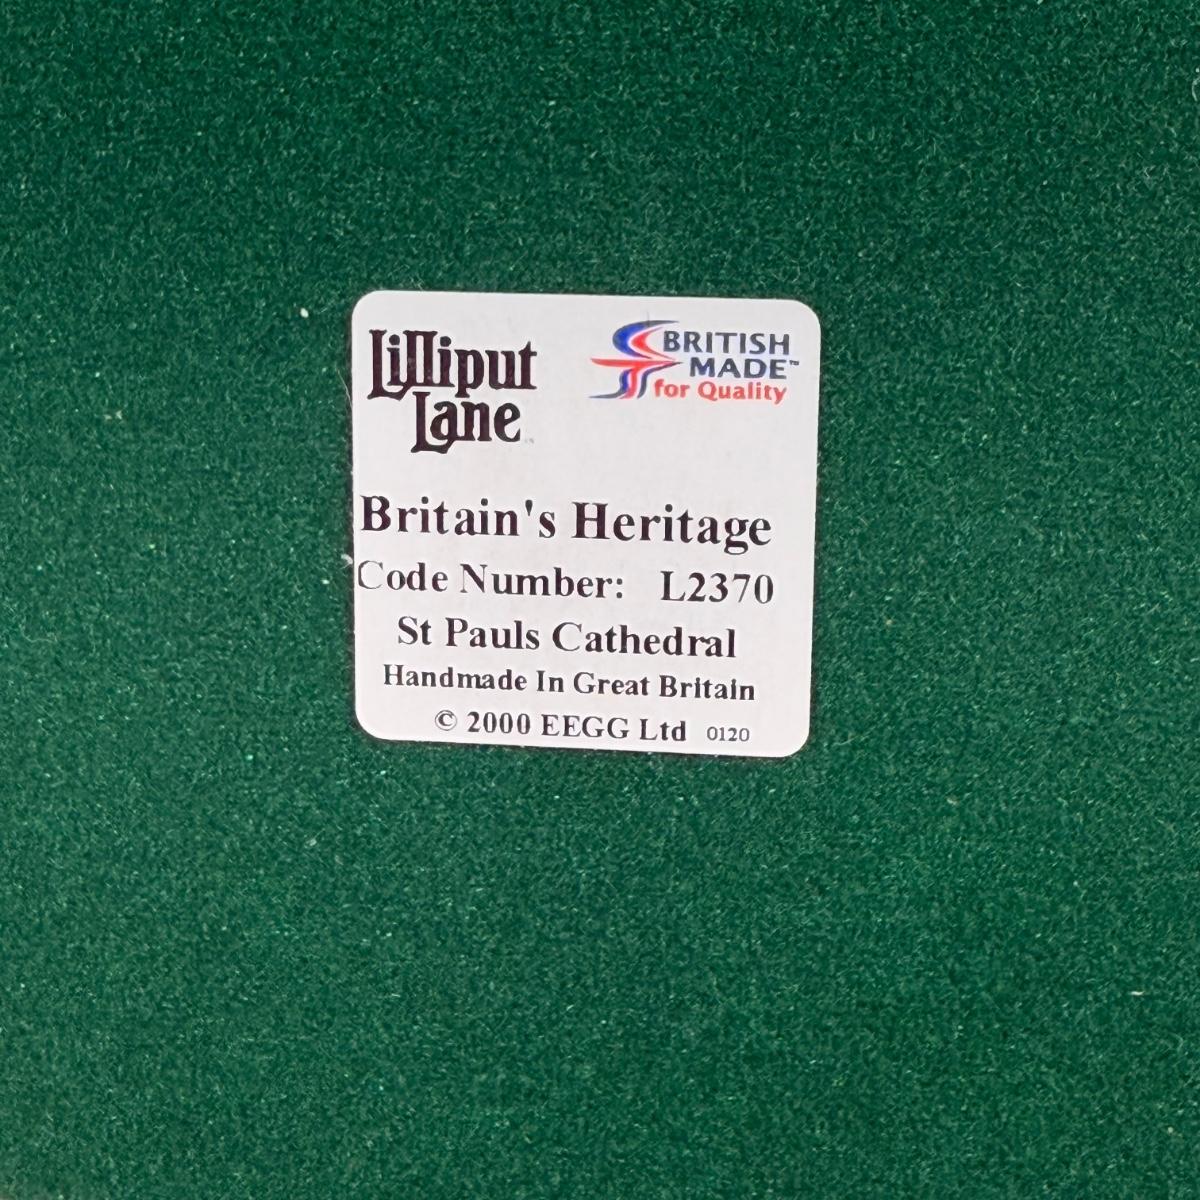 Lilliput
Lane
BRITISH
MADE™
for Quality
Britain's Heritage
Code Number: L2370
St Pauls Cathedral
Handmade In Great Britain
© 2000 EEGG Ltd 0120